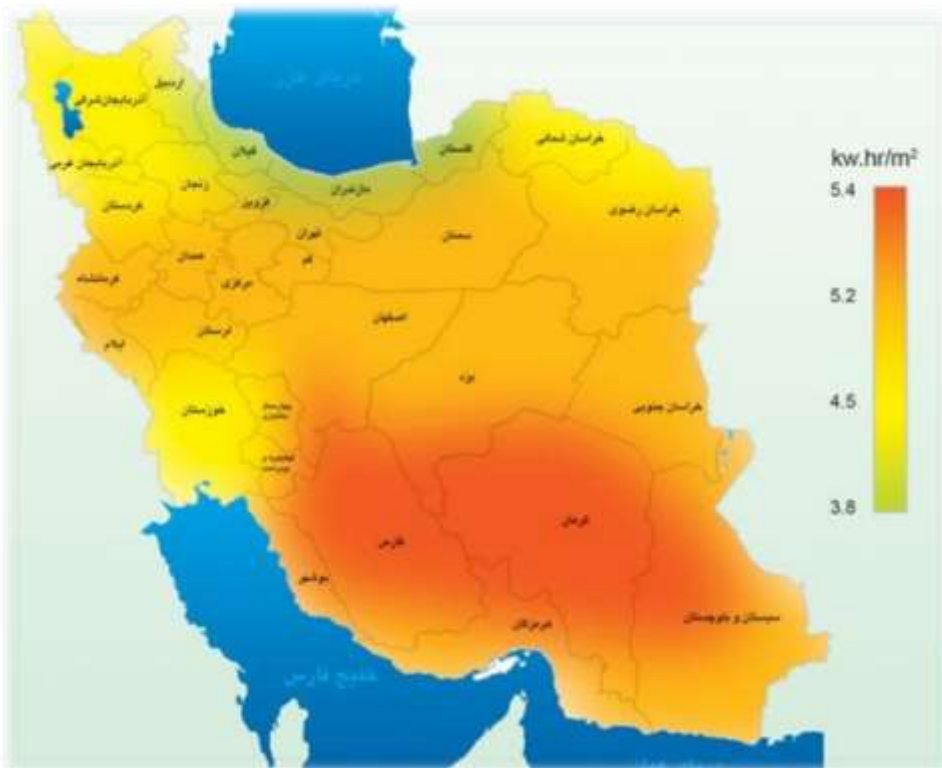 دریای خزر
اردبیل
آذربایجان‌شرقی
خراسان شمالی
گیلان
گلستان
kw.hr/m²
آذربایجان غربی
زنجان
مازندران
5.4
کردستان
قزوین
خراسان رضوی
تهران
سمنان
همدان
قم
کرمانشاه
مرکزی
5.2
اصفهان
لرستان
ایلام
یزد
4.5
خوزستان
خراسان جنوبی
3.8
کرمان
فارس
بوشهر
هرمزگان
سیستان و بلوچستان
خلیج فارس